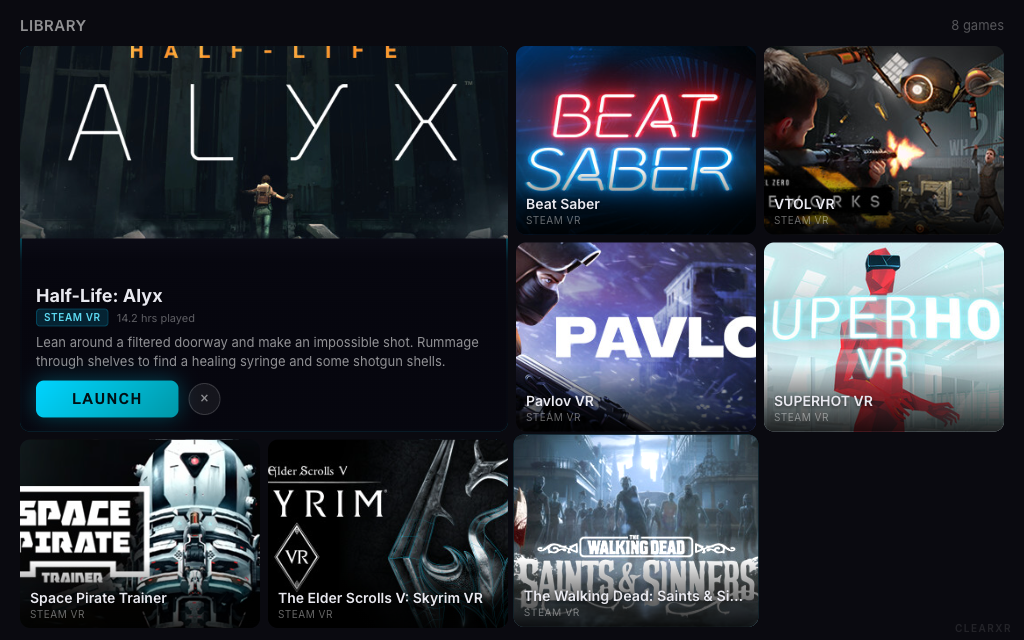 LIBRARY
8 games
HALF-LIFE
ALYX™
Half-Life: Alyx
STEAM VR
14.2 hrs played
Lean around a filtered doorway and make an impossible shot. Rummage
through shelves to find a healing syringe and some shotgun shells.
LAUNCH
×
BEAT
SABER
Beat Saber
STEAM VR
VTOL VR
STEAM VR
PAVLO
Pavlov VR
STEAM VR
UPERHO
VR
SUPERHOT VR
STEAM VR
SPACE
PIRATE
TRAINER
Space Pirate Trainer
STEAM VR
Elder Scrolls V
YRIM
VR
The Elder Scrolls V: Skyrim VR
STEAM VR
THE
WALKING DEAD
SAINTS & SINNERS
The Walking Dead: Saints & Si...
STEAM VR
CLEARXR